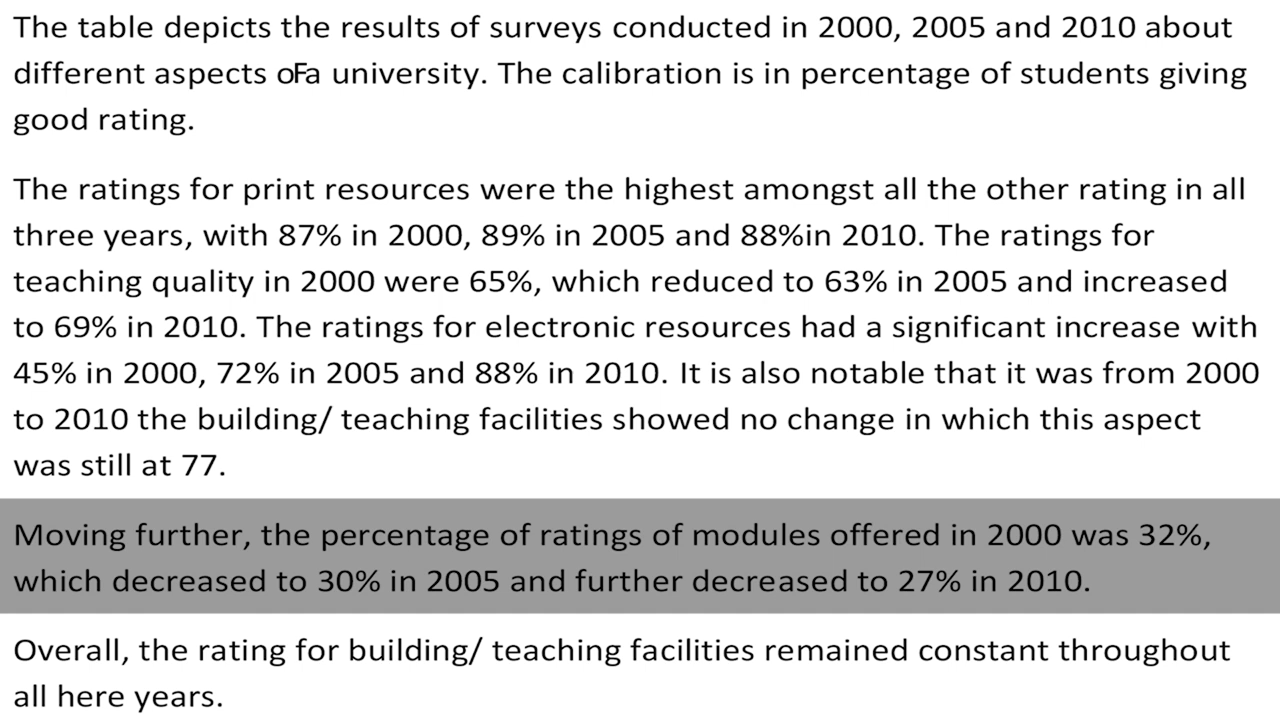 The table depicts the results of surveys conducted in 2000, 2005 and 2010 about
different aspects oFa university. The calibration is in percentage of students giving
good rating.
The ratings for print resources were the highest amongst all the other rating in all
three years, with 87% in 2000, 89% in 2005 and 88%in 2010. The ratings for
teaching quality in 2000 were 65%, which reduced to 63% in 2005 and increased
to 69% in 2010. The ratings for electronic resources had a significant increase with
45% in 2000, 72% in 2005 and 88% in 2010. It is also notable that it was from 2000
to 2010 the building/ teaching facilities showed no change in which this aspect
was still at 77.
Moving further, the percentage of ratings of modules offered in 2000 was 32%,
which decreased to 30% in 2005 and further decreased to 27% in 2010.
Overall, the rating for building/ teaching facilities remained constant throughout
all here years.